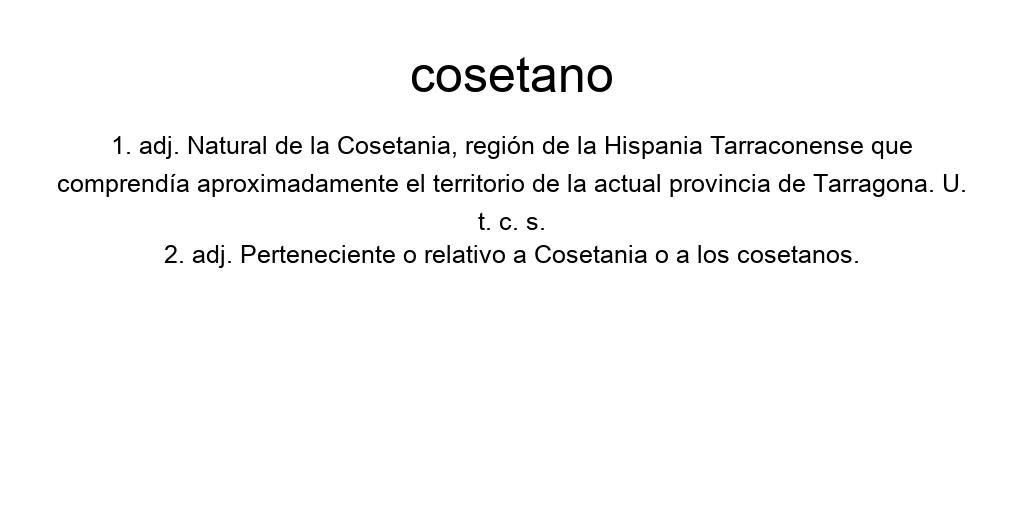 cosetano
1. adj. Natural de la Cosetania, región de la Hispania Tarraconense que
comprendía aproximadamente el territorio de la actual provincia de Tarragona. U.
t. c. s.
2. adj. Perteneciente o relativo a Cosetania o a los cosetanos.